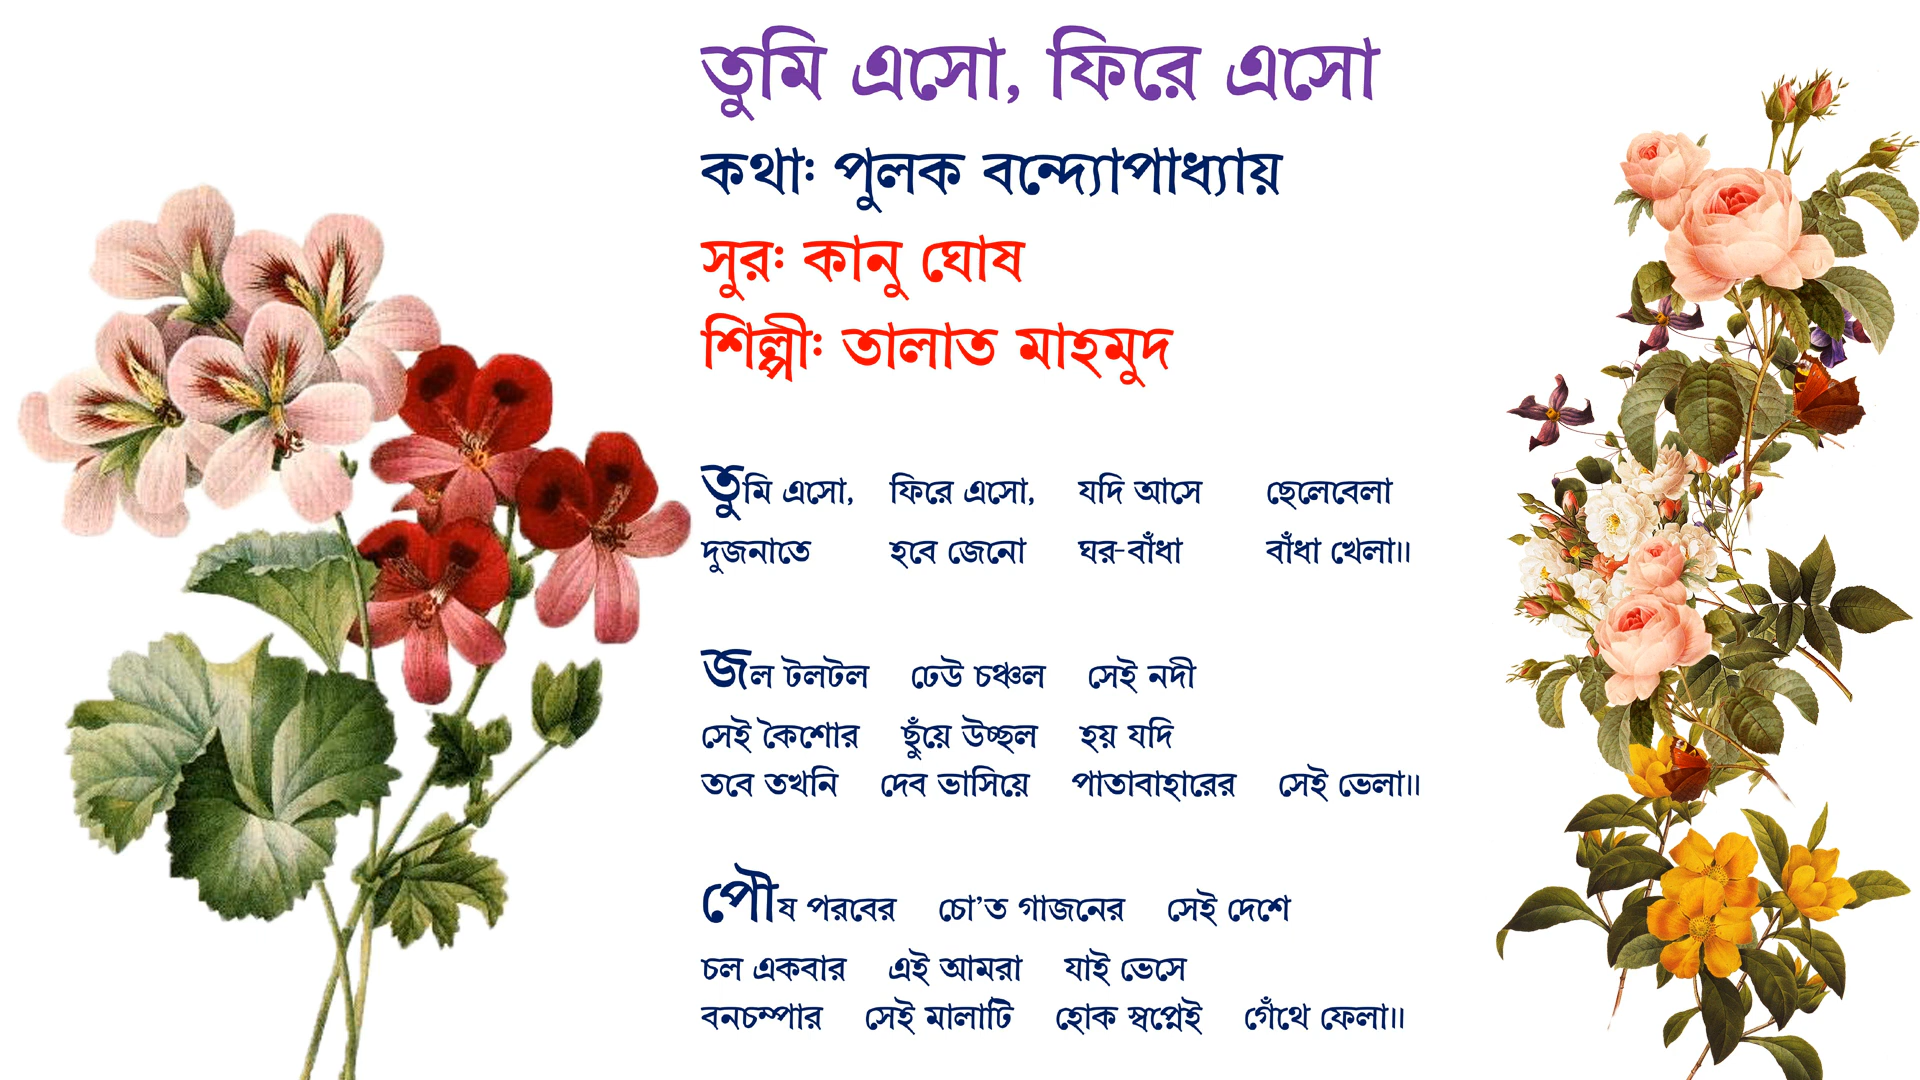 তুমি এসো, ফিরে এসো
কথাঃ পুলক বন্দ্যোপাধ্যায়
সুরঃ কানু ঘোষ
শিল্পীঃ তালাত মাহমুদ
তুমি এসো, ফিরে এসো, যদি আসে ছেলেবেলা
দুজনাতে হবে জেনো ঘর-বাঁধা বাঁধা খেলা॥
জল টলটল ঢেউ চঞ্চল সেই নদী
সেই কৈশোর ছুঁয়ে উচ্ছল হয় যদি
তবে তখনি দেব ভাসিয়ে পাতাবাহারের সেই ভেলা॥
পৌষ পরবের চো’ত গাজনের সেই দেশে
চল একবার এই আমরা যাই ভেসে
বনচম্পার সেই মালাটি হোক স্বপ্নেই গেঁথে ফেলা॥